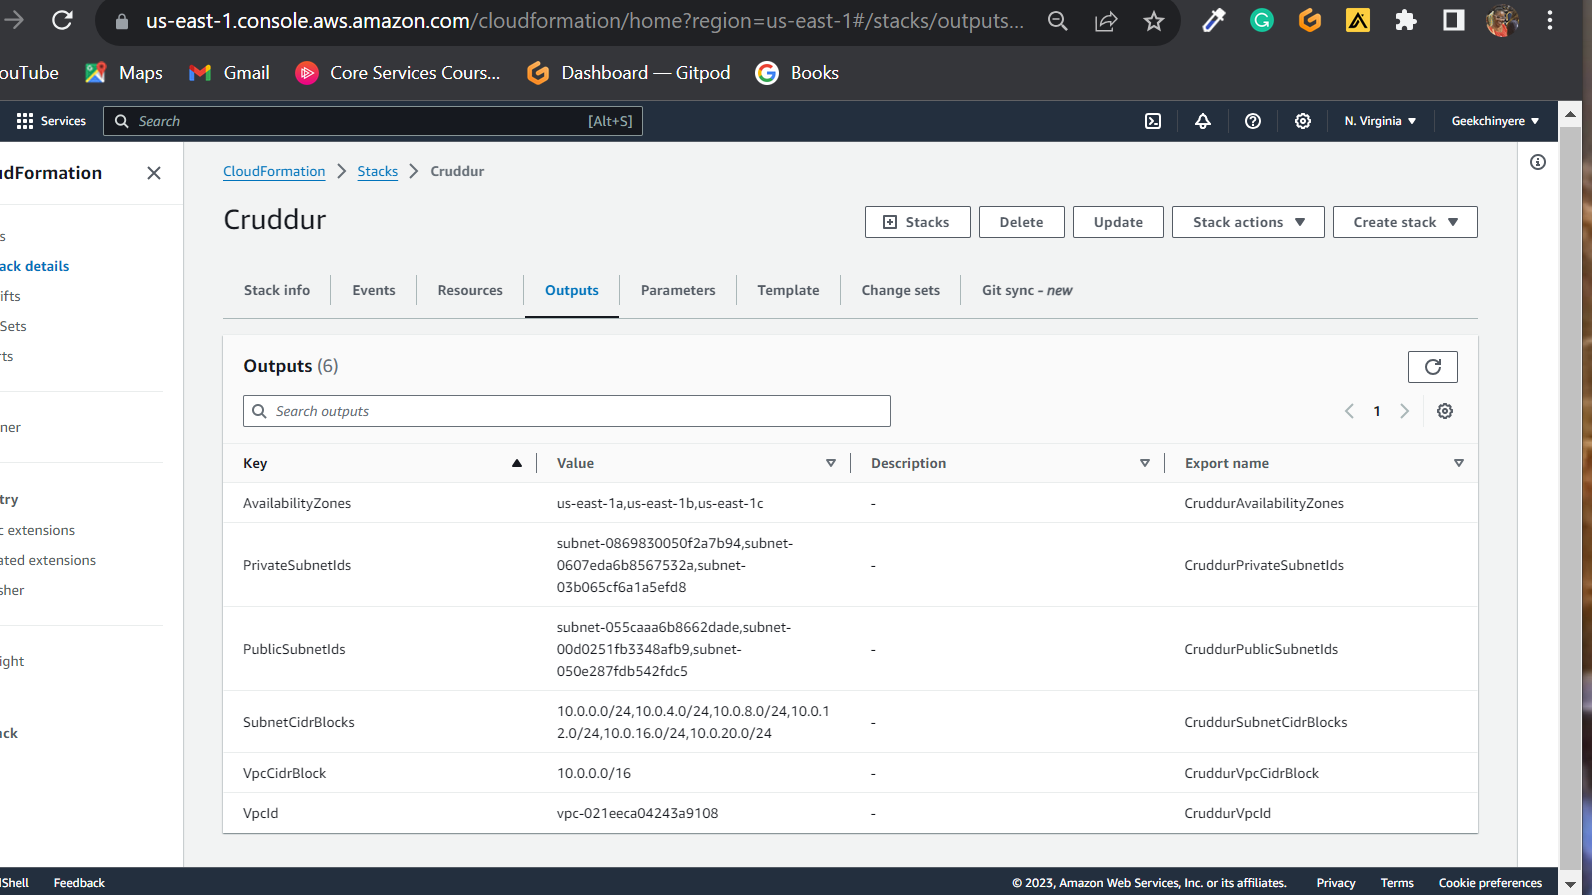 us-east-1.console.aws.amazon.com/cloudformation/home?region=us-east-1#/stacks/outputs...
ouTube Maps Gmail Core Services Cours... Dashboard — Gitpod Books
Services Search [Alt+S] N. Virginia Geekchinyere
dFormation
CloudFormation Stacks Cruddur
Cruddur
Stacks Delete Update Stack actions Create stack
s
ack details
ifts
Sets
rts
ner
try
c extensions
ated extensions
sher
ight
ck
Stack info Events Resources Outputs Parameters Template Change sets Git sync - new
Outputs (6)
Search outputs
1
Key Value Description Export name
AvailabilityZones us-east-1a,us-east-1b,us-east-1c - CruddurAvailabilityZones
subnet-0869830050f2a7b94,subnet-
PrivateSubnetIds 0607eda6b8567532a,subnet- - CruddurPrivateSubnetIds
03b065cf6a1a5efd8
subnet-055caaa6b8662dade,subnet-
PublicSubnetIds 00d0251fb3348afb9,subnet- - CruddurPublicSubnetIds
050e287fdb542fdc5
SubnetCidrBlocks 10.0.0.0/24,10.0.4.0/24,10.0.8.0/24,10.0.1 - CruddurSubnetCidrBlocks
2.0/24,10.0.16.0/24,10.0.20.0/24
VpcCidrBlock 10.0.0.0/16 - CruddurVpcCidrBlock
VpcId vpc-021eeca04243a9108 - CruddurVpcId
Shell Feedback © 2023, Amazon Web Services, Inc. or its affiliates. Privacy Terms Cookie preferences